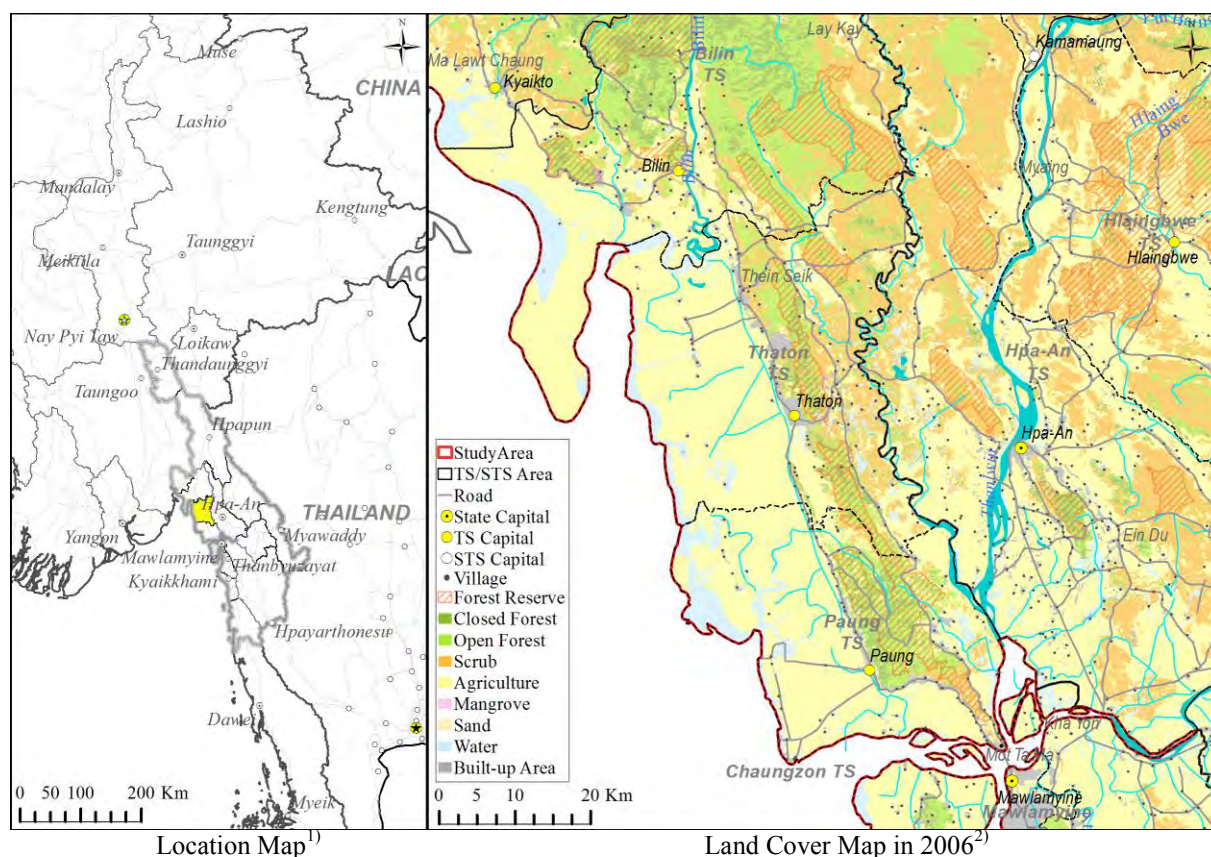 N
Muse
CHINA
Lashio
Mandalay
Kengtung
Taunggyi
Meiktila
LAO
Nay Pyi Taw
Loikaw
Thandaunggyi
Taungoo
Hpapun
Hpa-An
THAILAND
Yangon
Myawaddy
Mawlamyine
Thanbyuzayat
Kyaikkhami
Hpayarthonesu
Dawei
Myeik
0 50 100 200 Km
Location Map1)
N
Ma Lawt Chaung
Kyaikto
Bilin
Bilin
TS
Lay Kay
Kamamaung
Hlaing
Bwe
Bilin
Bilin
Myaing
Hlaingbwe
TS
Hlaingbwe
Thein Seik
Thaton
TS
Hpa-An
TS
Thaton
Hpa-An
Thanlwin
Ein Du
Paung
TS
Paung
Kha Yon
Mot Ta Ma
Chaungzon TS
Mawlamyine
Mawlamyine
StudyArea
TS/STS Area
Road
State Capital
TS Capital
STS Capital
Village
Forest Reserve
Closed Forest
Open Forest
Scrub
Agriculture
Mangrove
Sand
Water
Built-up Area
0 5 10 20 Km
Land Cover Map in 20062)